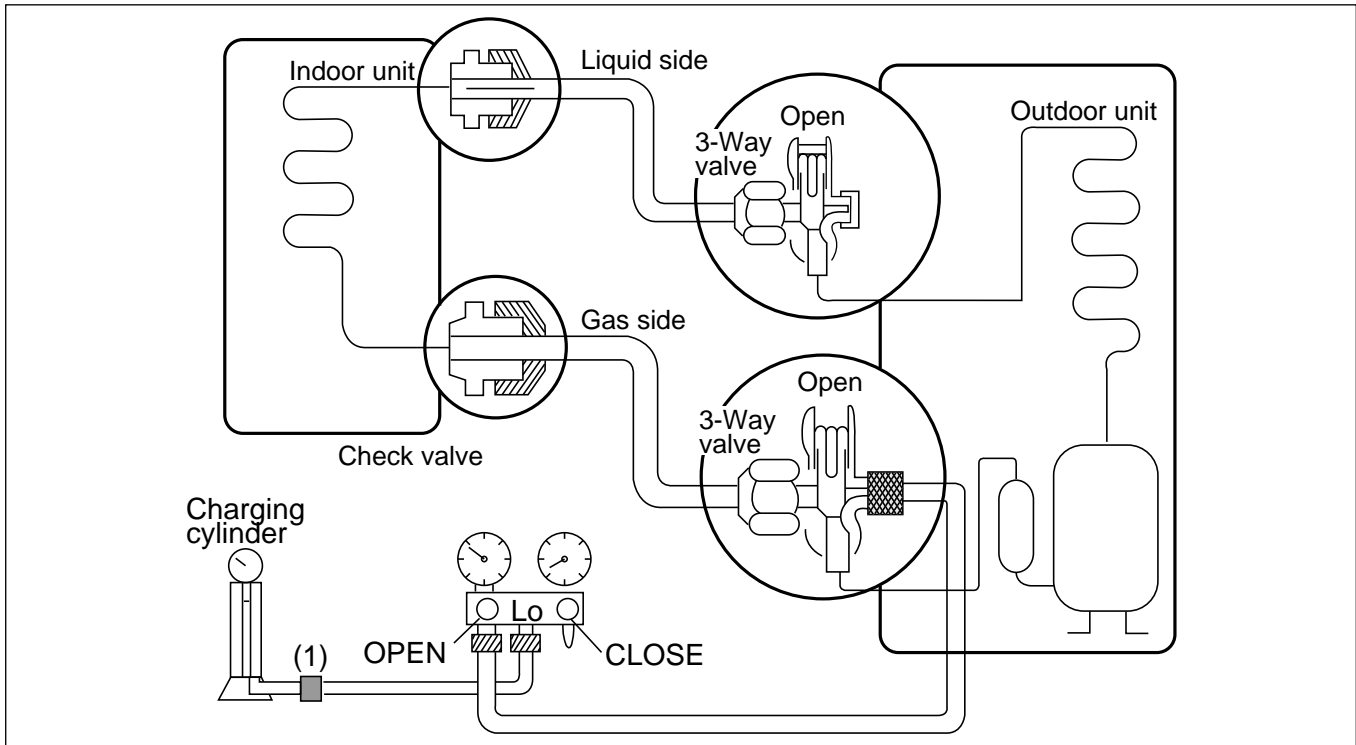 Indoor unit
Liquid side
Open
3-Way
valve
Outdoor unit
Gas side
Open
3-Way
valve
Check valve
Charging
cylinder
(1)
OPEN
Lo
CLOSE